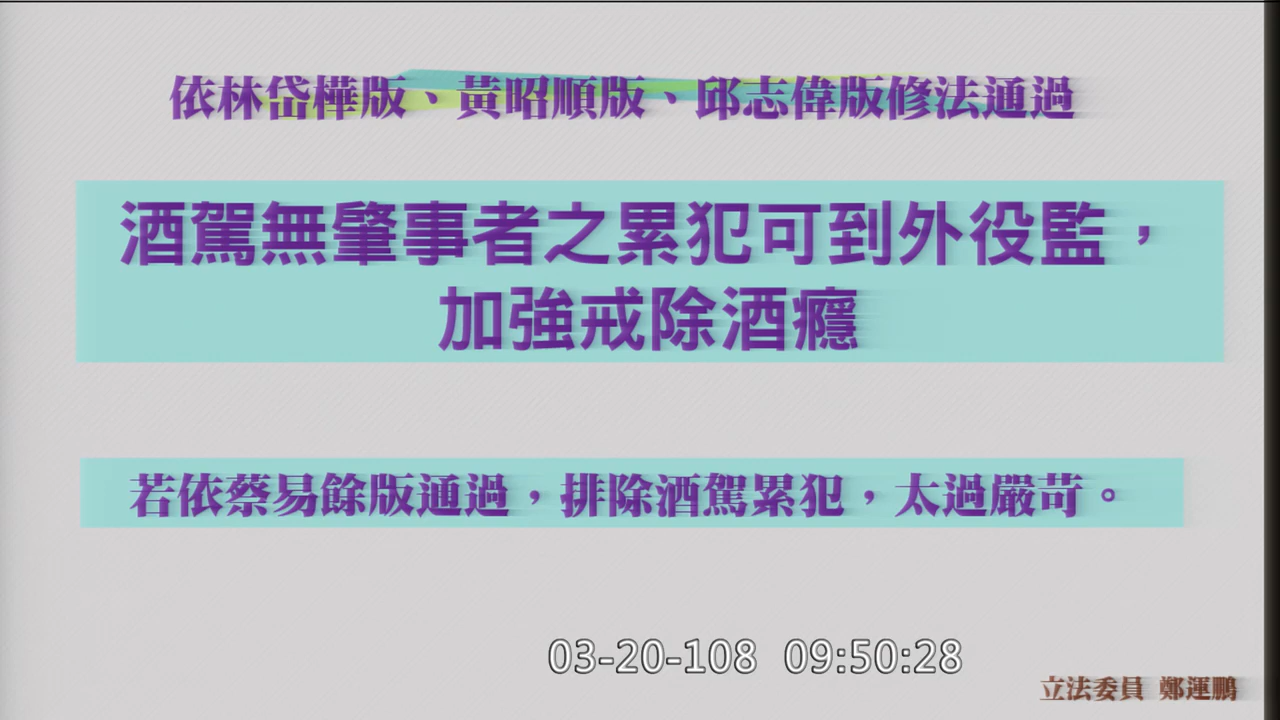 依林岱樺版、黃昭順版、邱志偉版修法通過
酒駕無肇事者之累犯可到外役監，
加強戒除酒癮
若依蔡易餘版通過，排除酒駕累犯，太過嚴苛。
03-20-108 09:50:28
立法委員 鄭運鵬